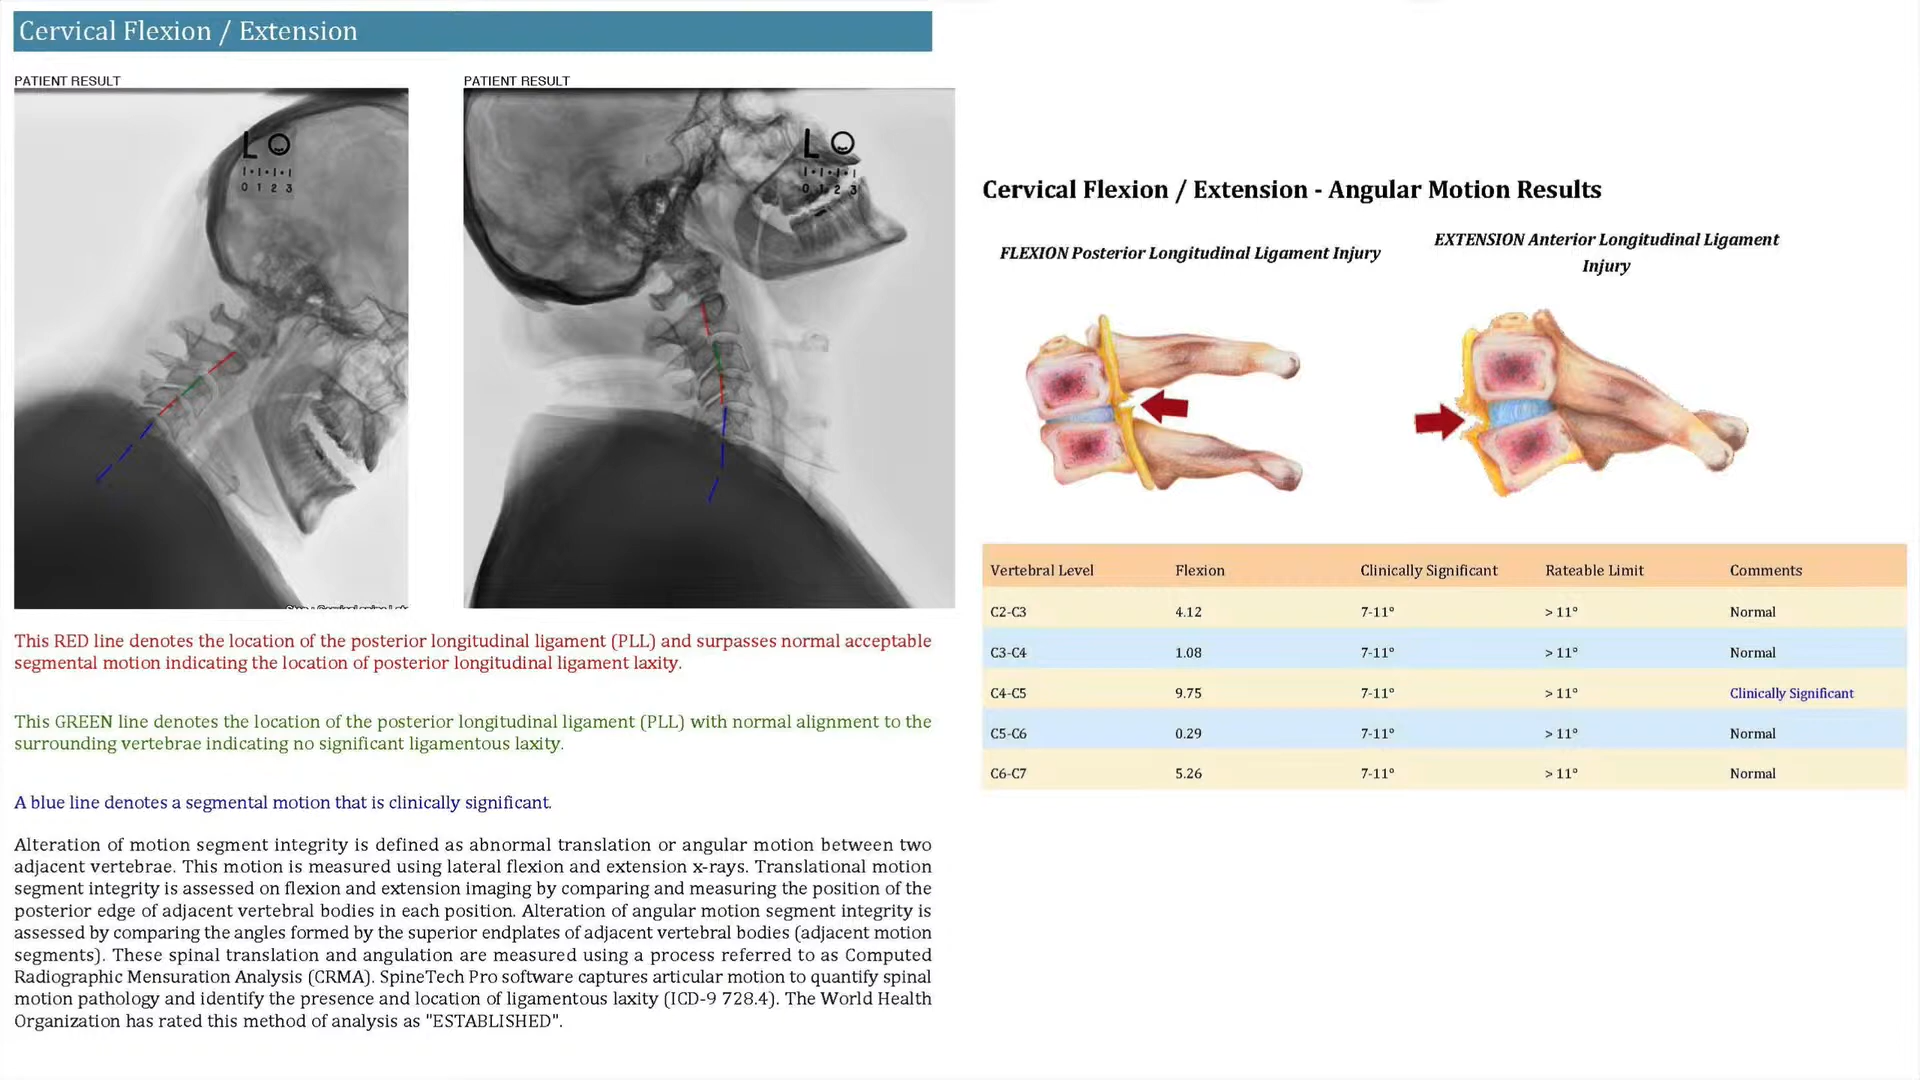 Cervical Flexion / Extension
PATIENT RESULT
PATIENT RESULT
L
0 1 2 3
L
0 1 2 3
This RED line denotes the location of the posterior longitudinal ligament (PLL) and surpasses normal acceptable
segmental motion indicating the location of posterior longitudinal ligament laxity.
This GREEN line denotes the location of the posterior longitudinal ligament (PLL) with normal alignment to the
surrounding vertebrae indicating no significant ligamentous laxity.
A blue line denotes a segmental motion that is clinically significant.
Alteration of motion segment integrity is defined as abnormal translation or angular motion between two
adjacent vertebrae. This motion is measured using lateral flexion and extension x-rays. Translational motion
segment integrity is assessed on flexion and extension imaging by comparing and measuring the position of the
posterior edge of adjacent vertebral bodies in each position. Alteration of angular motion segment integrity is
assessed by comparing the angles formed by the superior endplates of adjacent vertebral bodies (adjacent motion
segments). These spinal translation and angulation are measured using a process referred to as Computed
Radiographic Mensuration Analysis (CRMA). SpineTech Pro software captures articular motion to quantify spinal
motion pathology and identify the presence and location of ligamentous laxity (ICD-9 728.4). The World Health
Organization has rated this method of analysis as "ESTABLISHED".
Cervical Flexion / Extension - Angular Motion Results
FLEXION Posterior Longitudinal Ligament Injury
EXTENSION Anterior Longitudinal Ligament
Injury
Vertebral Level Flexion Clinically Significant Rateable Limit Comments
C2-C3 4.12 7-11° > 11° Normal
C3-C4 1.08 7-11° > 11° Normal
C4-C5 9.75 7-11° > 11° Clinically Significant
C5-C6 0.29 7-11° > 11° Normal
C6-C7 5.26 7-11° > 11° Normal